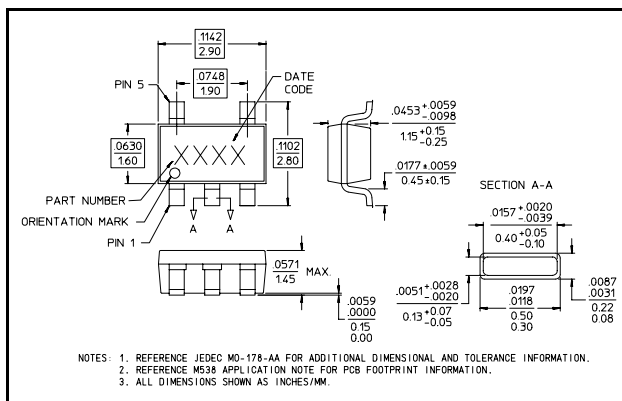 .1142
2.90
PIN 5
.0748
1.90
DATE
CODE
.0630
1.60
XXXX
.1102
2.80
PART NUMBER
ORIENTATION MARK
PIN 1
A
A
.0453 +.0059
-.0098
1.15 +0.15
-0.25
.0177 ±.0059
0.45 ±0.15
SECTION A-A
.0157 +.0020
-.0039
0.40 +0.05
-0.10
.0571
1.45
MAX.
.0059
.0000
0.15
0.00
.0051 +.0028
-.0020
0.13 +0.07
-0.05
.0197
.0118
0.50
0.30
.0087
.0031
0.22
0.08
NOTES: 1. REFERENCE JEDEC MO-178-AA FOR ADDITIONAL DIMENSIONAL AND TOLERANCE INFORMATION.
2. REFERENCE M538 APPLICATION NOTE FOR PCB FOOTPRINT INFORMATION.
3. ALL DIMENSIONS SHOWN AS INCHES/MM.